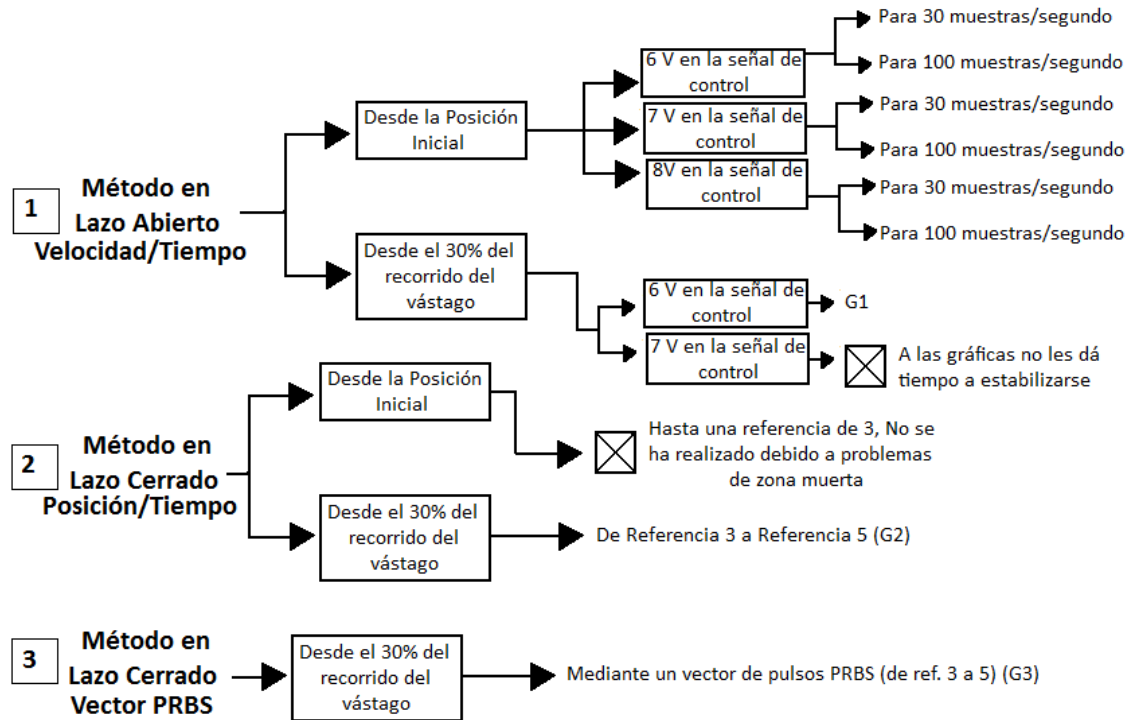 1
Método en
Lazo Abierto
Velocidad/Tiempo
Desde la Posición
Inicial
6 V en la señal de
control
Para 30 muestras/segundo
Para 100 muestras/segundo
7 V en la señal de
control
Para 30 muestras/segundo
Para 100 muestras/segundo
8V en la señal de
control
Para 30 muestras/segundo
Para 100 muestras/segundo
Desde el 30% del
recorrido del
vástago
6 V en la señal de
control
G1
7 V en la señal de
control
A las gráficas no les dá
tiempo a estabilizarse
2
Método en
Lazo Cerrado
Posición/Tiempo
Desde la Posición
Inicial
Hasta una referencia de 3, No se
ha realizado debido a problemas
de zona muerta
Desde el 30% del
recorrido del
vástago
De Referencia 3 a Referencia 5 (G2)
3
Método en
Lazo Cerrado
Vector PRBS
Desde el 30% del
recorrido del
vástago
Mediante un vector de pulsos PRBS (de ref. 3 a 5) (G3)